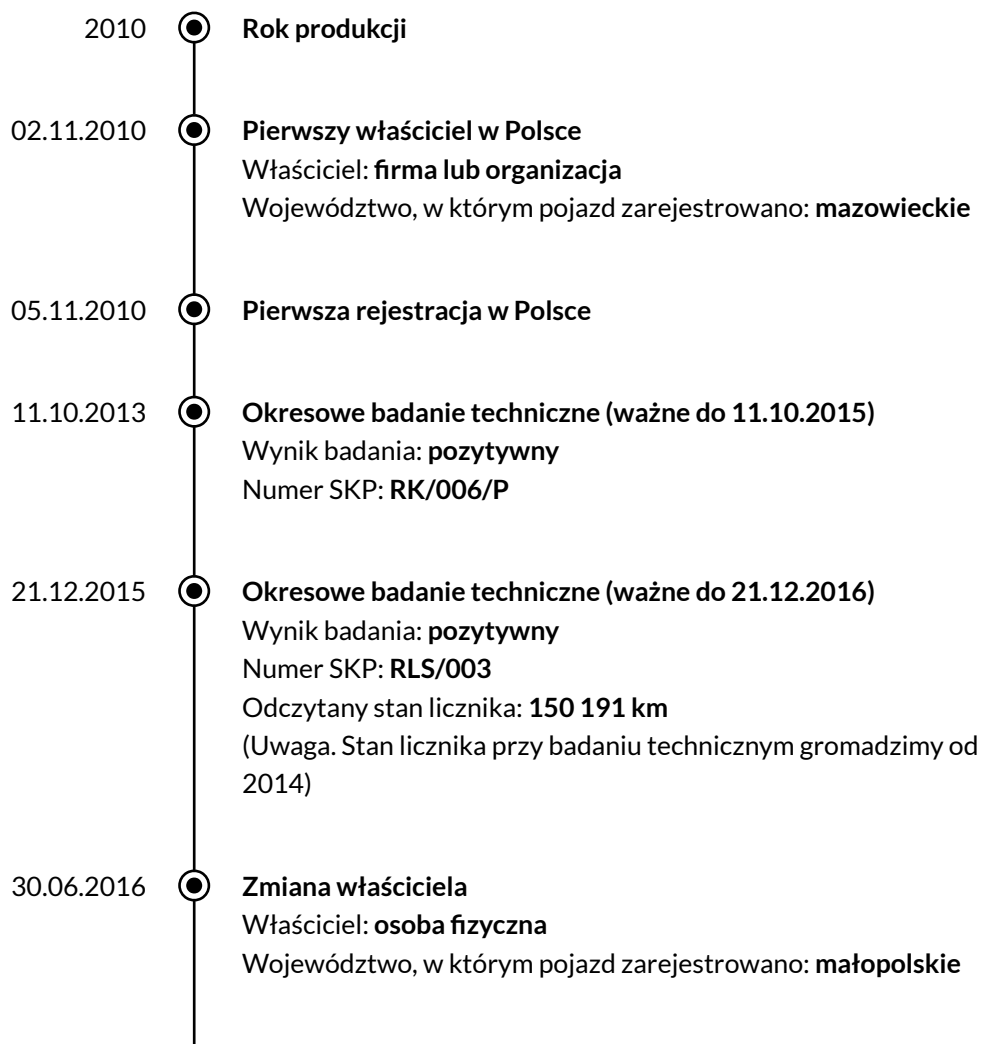 2010 Rok produkcji
02.11.2010 Pierwszy właściciel w Polsce
Właściciel: firma lub organizacja
Województwo, w którym pojazd zarejestrowano: mazowieckie
05.11.2010 Pierwsza rejestracja w Polsce
11.10.2013 Okresowe badanie techniczne (ważne do 11.10.2015)
Wynik badania: pozytywny
Numer SKP: RK/006/P
21.12.2015 Okresowe badanie techniczne (ważne do 21.12.2016)
Wynik badania: pozytywny
Numer SKP: RLS/003
Odczytany stan licznika: 150 191 km
(Uwaga. Stan licznika przy badaniu technicznym gromadzimy od
2014)
30.06.2016 Zmiana właściciela
Właściciel: osoba fizyczna
Województwo, w którym pojazd zarejestrowano: małopolskie